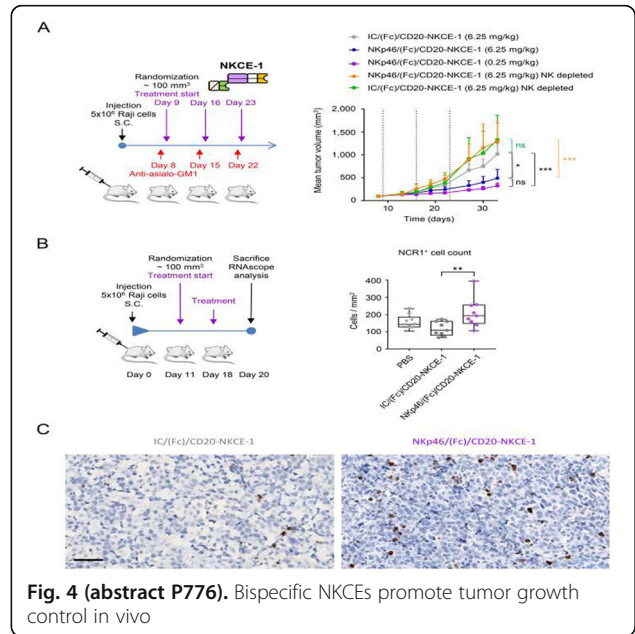 A
NKCE-1
Randomization
~ 100 mm³
Treatment start
Injection
5x10⁶ Raji cells
S.C.
Day 9
Day 16
Day 23
Day 8
Day 15
Day 22
Anti-asialo-GM1
IC/(Fc)/CD20-NKCE-1 (6.25 mg/kg)
NKp46/(Fc)/CD20-NKCE-1 (6.25 mg/kg)
NKp46/(Fc)/CD20-NKCE-1 (0.25 mg/kg)
NKp46/(Fc)/CD20-NKCE-1 (6.25 mg/kg) NK depleted
IC/(Fc)/CD20-NKCE-1 (6.25 mg/kg) NK depleted
Mean tumor volume (mm³)
2,000
1,500
1,000
500
0
10
20
30
Time (days)
ns
*
ns
***
***
B
Randomization
~ 100 mm³
Treatment start
Sacrifice
RNAscope
analysis
Injection
5x10⁶ Raji cells
S.C.
Treatment
Day 0
Day 11
Day 18
Day 20
NCR1⁺ cell count
**
Cells / mm²
400
300
200
100
0
PBS
IC/(Fc)/CD20-NKCE-1
NKp46/(Fc)/CD20-NKCE-1
C
IC/(Fc)/CD20-NKCE-1
NKp46/(Fc)/CD20-NKCE-1
Fig. 4 (abstract P776). Bispecific NKCEs promote tumor growth
control in vivo